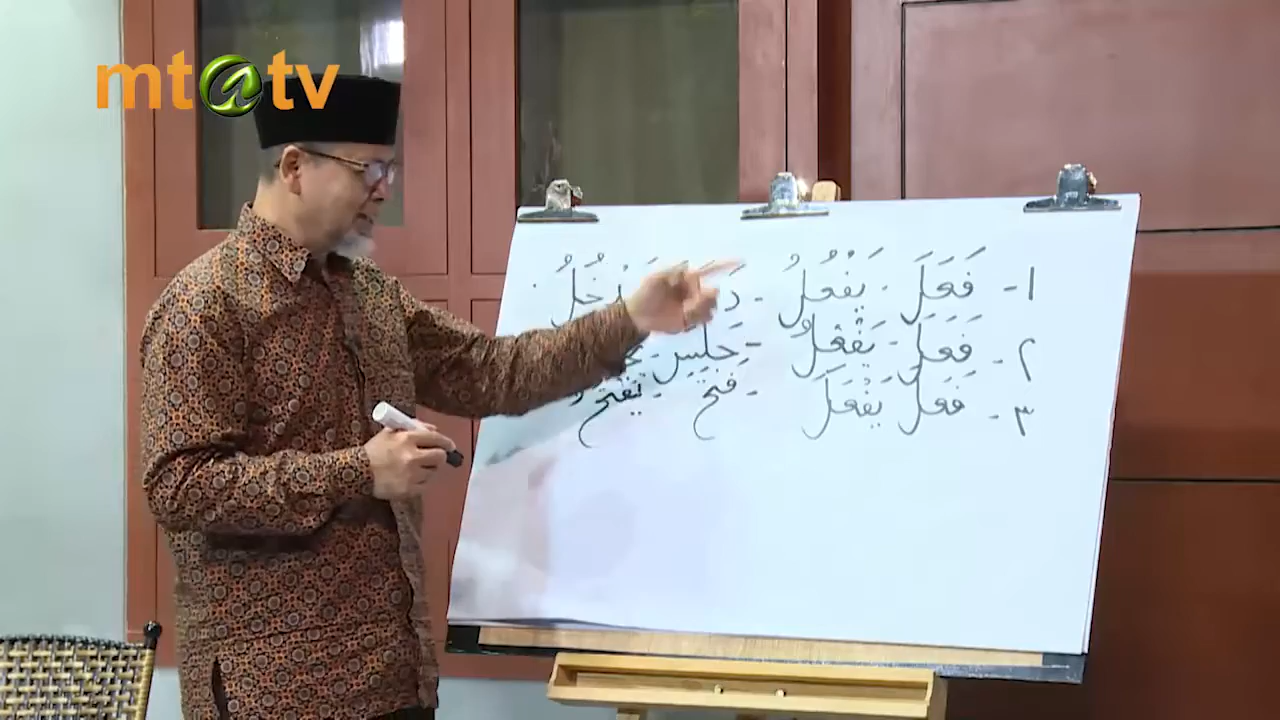 mt@tv
١- فَعَلَ - يَفْعُلُ - يَدْخُلُ
٢- فَعَلَ - يَفْعِلُ - جَلَسَ -
٣- فَعَلَ يَفْعَلُ - فَتَحَ - يَفْتَحُ